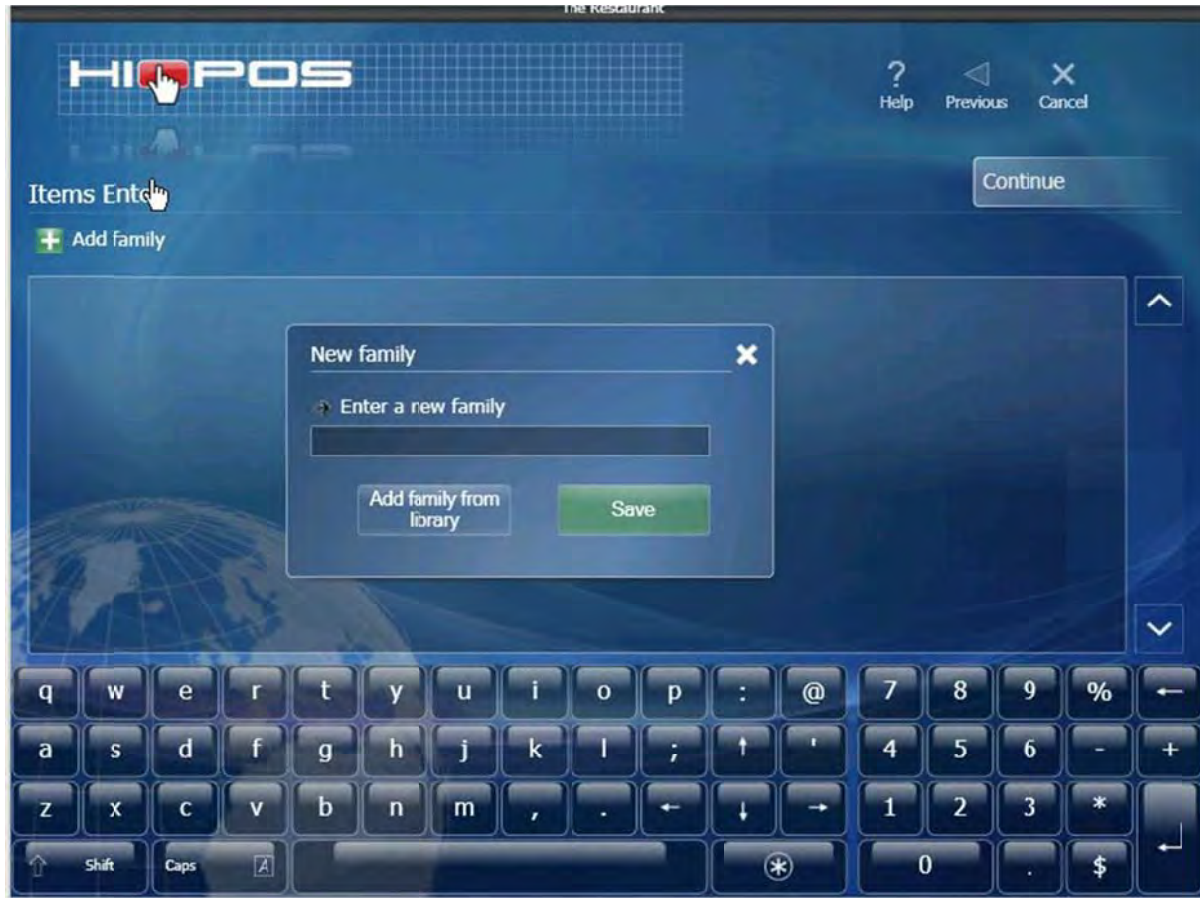 The Restaurant
HIOPOS
? Help
Previous
X Cancel
Items Ente
Continue
+ Add family
New family
Enter a new family
Add family from
library
Save
q w e r t y u i o p : @ 7 8 9 % ←
a s d f g h j k l ; ↑ ' 4 5 6 - +
z x c v b n m , . ← ↓ → 1 2 3 * ↵
Shift Caps A 0 . $